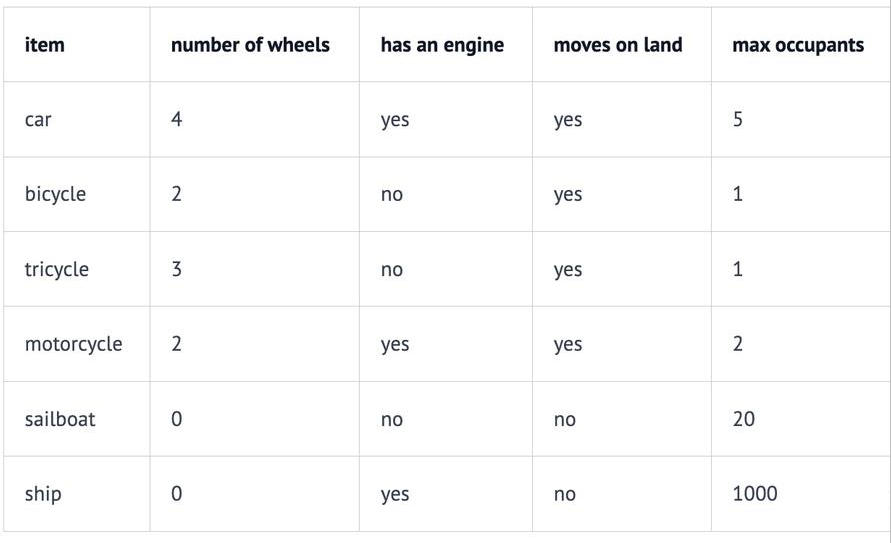 item number of wheels has an engine moves on land max occupants
car 4 yes yes 5
bicycle 2 no yes 1
tricycle 3 no yes 1
motorcycle 2 yes yes 2
sailboat 0 no no 20
ship 0 yes no 1000